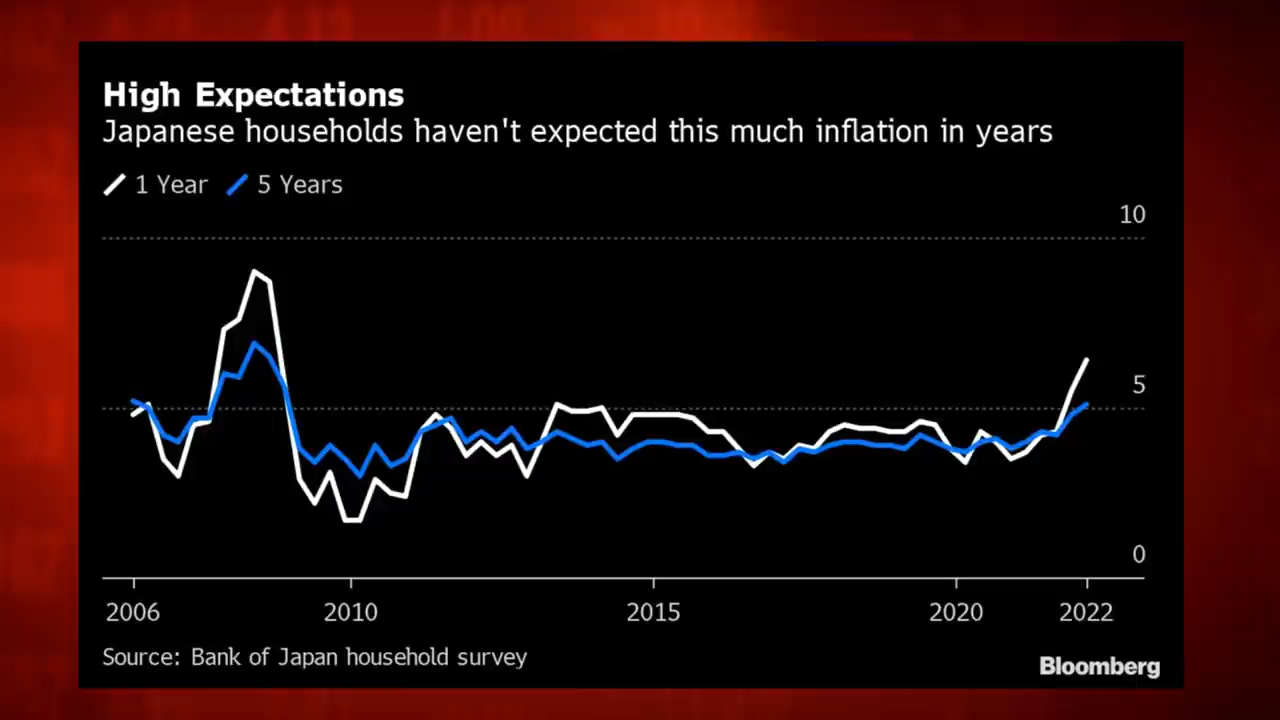 High Expectations
Japanese households haven't expected this much inflation in years
1 Year 5 Years
10
5
0
2006 2010 2015 2020 2022
Source: Bank of Japan household survey
Bloomberg